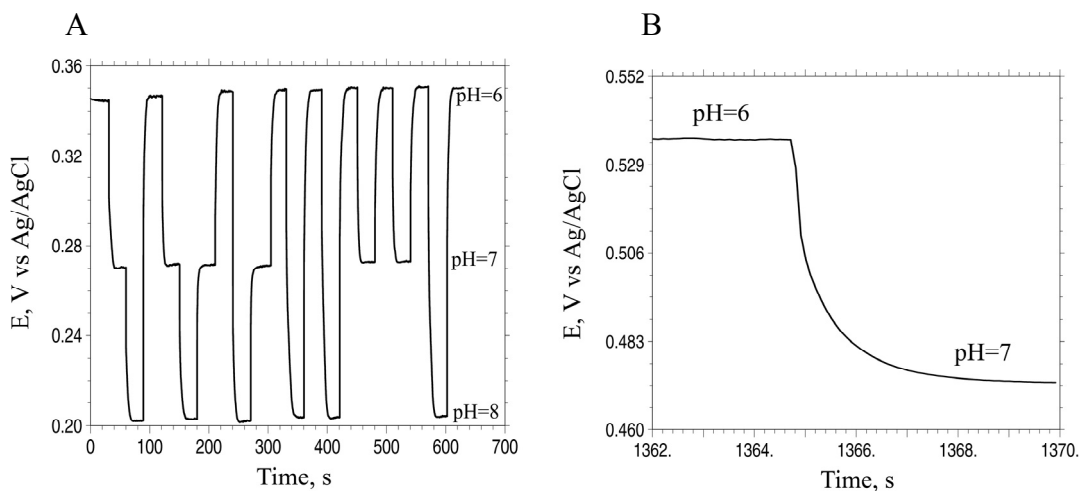 A
0.36
0.32
0.28
0.24
0.20
E, V vs Ag/AgCl
pH=6
pH=7
pH=8
0 100 200 300 400 500 600 700
Time, s
B
0.552
0.529
0.506
0.483
0.460
E, V vs Ag/AgCl
pH=6
pH=7
1362. 1364. 1366. 1368. 1370.
Time, s